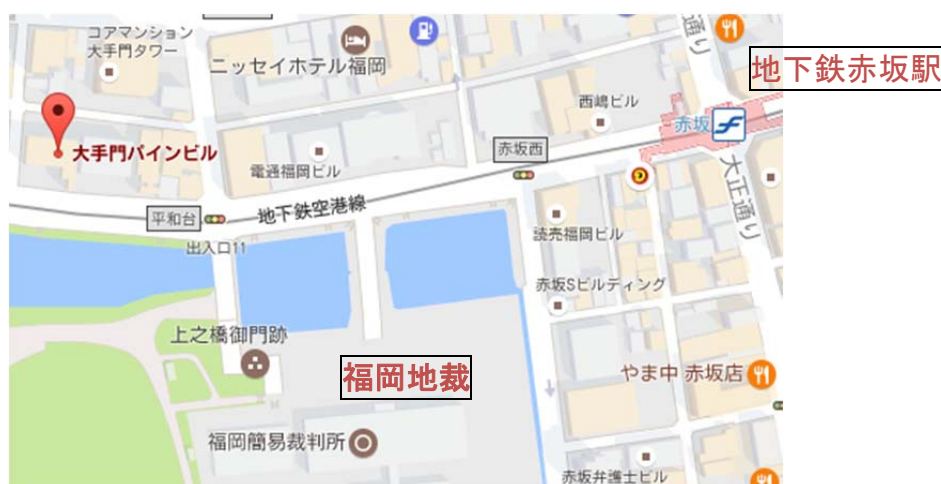 コアマンション
大手門タワー
ニッセイホテル福岡
通り
地下鉄赤坂駅
西嶋ビル
赤坂
大手門パインビル
電通福岡ビル
赤坂西
大正通り
平和台
地下鉄空港線
出入口11
読売福岡ビル
赤坂Sビルディング
上之橋御門跡
福岡地裁
やま中 赤坂店
福岡簡易裁判所
赤坂弁護士ビル